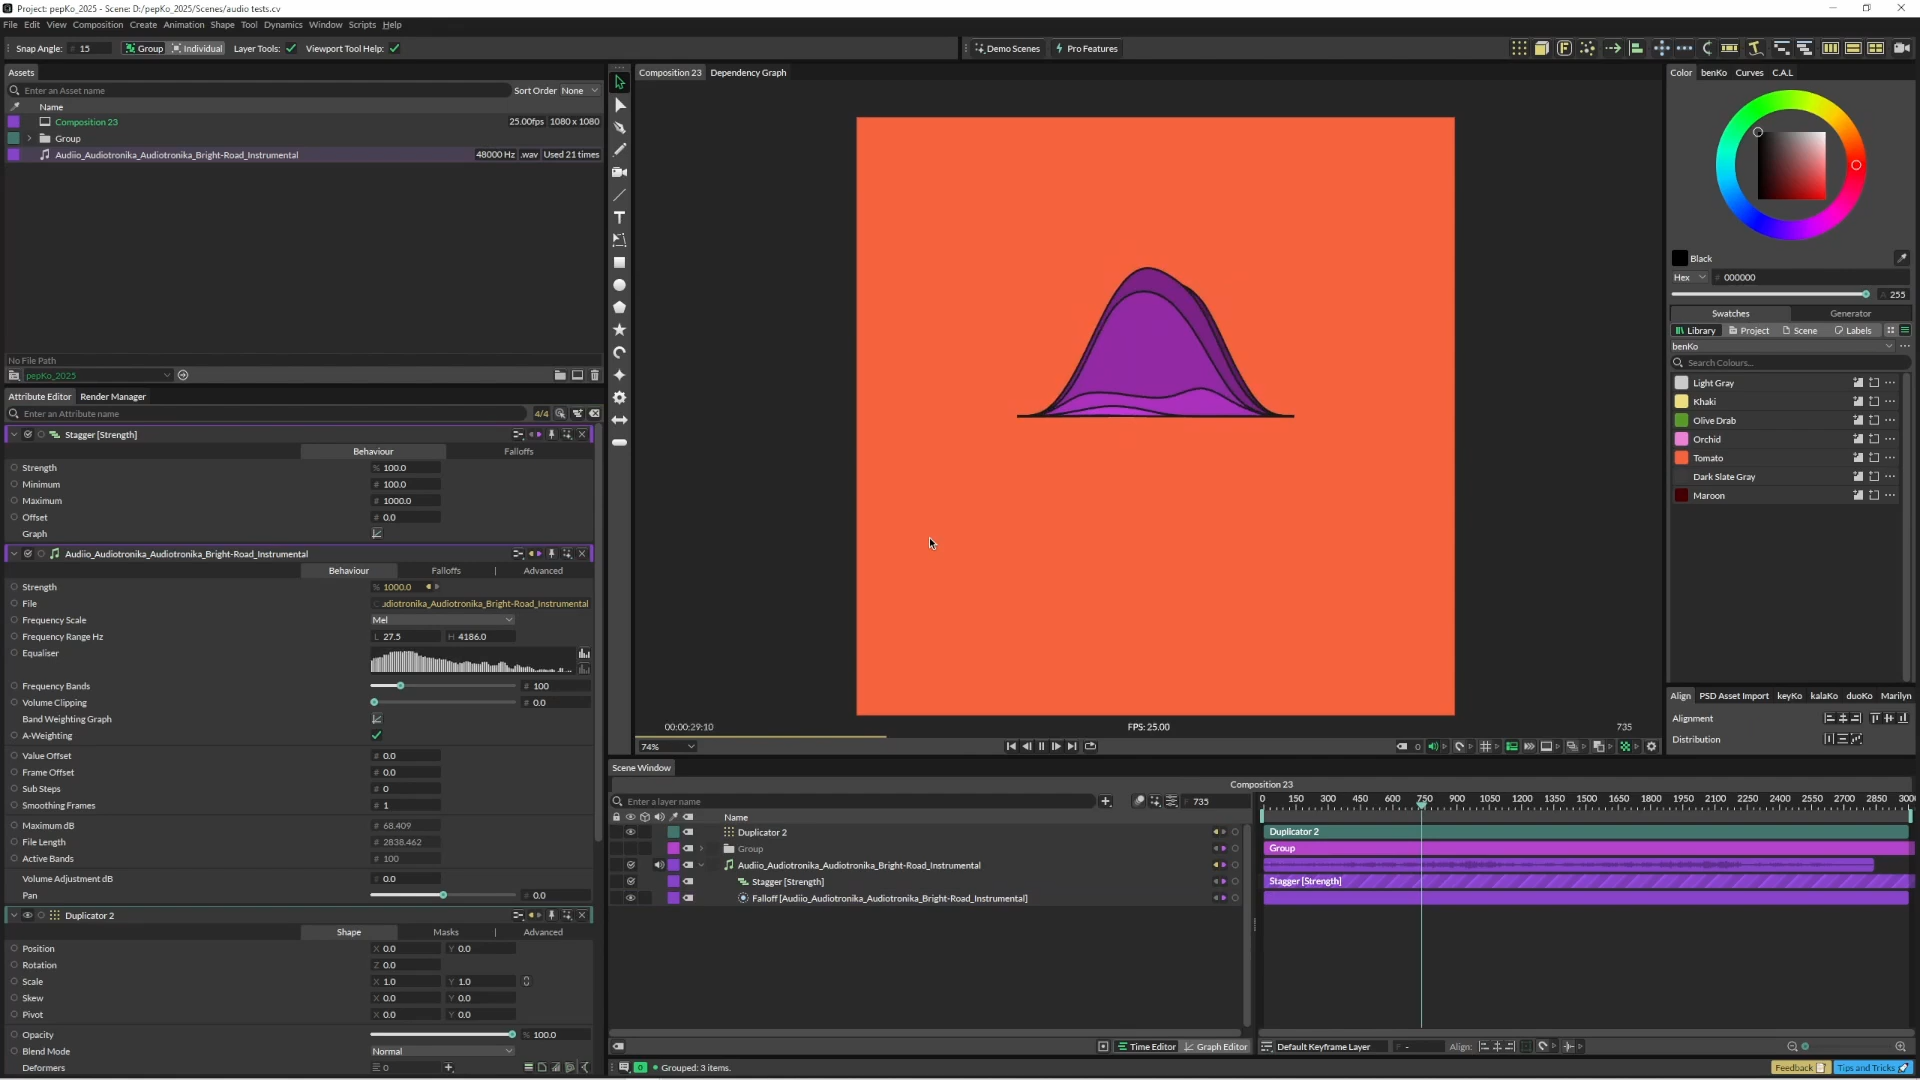 Project: pepKo_2025 - Scene: D:/pepKo_2025/Scenes/audio tests.cv
File Edit View Composition Create Animation Shape Tool Dynamics Window Scripts Help
Snap Angle: # 15 Group Individual Layer Tools: Viewport Tool Help: Demo Scenes Pro Features
Assets
Enter an Asset name Sort Order None
Name
Composition 23 25.00fps 1080 x 1080
Group
Audiio_Audiotronika_Audiotronika_Bright-Road_Instrumental 48000 Hz .wav Used 21 times
No File Path
pepKo_2025
Attribute Editor Render Manager
Enter an Attribute name 4/4
Stagger [Strength]
Behaviour Falloffs
Strength % 100.0
Minimum # 100.0
Maximum # 1000.0
Offset # 0.0
Graph
Audiio_Audiotronika_Audiotronika_Bright-Road_Instrumental
Behaviour Falloffs | Advanced
Strength % 1000.0
File udiotronika_Audiotronika_Bright-Road_Instrumental
Frequency Scale Mel
Frequency Range Hz L 27.5 H 4186.0
Equaliser
Frequency Bands # 100
Volume Clipping # 0.0
Band Weighting Graph
A-Weighting
Value Offset # 0.0
Frame Offset # 0.0
Sub Steps # 0
Smoothing Frames # 1
Maximum dB # 68.409
File Length # 2838.462
Active Bands # 100
Volume Adjustment dB # 0.0
Pan # 0.0
Duplicator 2
Shape Masks | Advanced
Position X 0.0 Y 0.0
Rotation Z 0.0
Scale X 1.0 Y 1.0
Skew X 0.0 Y 0.0
Pivot X 0.0 Y 0.0
Opacity % 100.0
Blend Mode Normal
Deformers 0
Composition 23 Dependency Graph
00:00:29:10 FPS: 25.00 735
74%
0
Scene Window
Composition 23
Enter a layer name F 735
Name
Duplicator 2
Group
Audiio_Audiotronika_Audiotronika_Bright-Road_Instrumental
Stagger [Strength]
Falloff [Audiio_Audiotronika_Audiotronika_Bright-Road_Instrumental]
0 150 300 450 600 750 900 1050 1200 1350 1500 1650 1800 1950 2100 2250 2400 2550 2700 2850 300
Duplicator 2
Group
Stagger [Strength]
Time Editor Graph Editor Default Keyframe Layer F - Align:
0 Grouped: 3 items. Feedback Tips and Tricks
Color benKo Curves C.A.L
Black
Hex # 000000
A 255
Swatches Generator
Library Project Scene Labels
benKo
Search Colours...
Light Gray
Khaki
Olive Drab
Orchid
Tomato
Dark Slate Gray
Maroon
Align PSD Asset Import keyKo kalaKo duoKo Marilyn
Alignment
Distribution